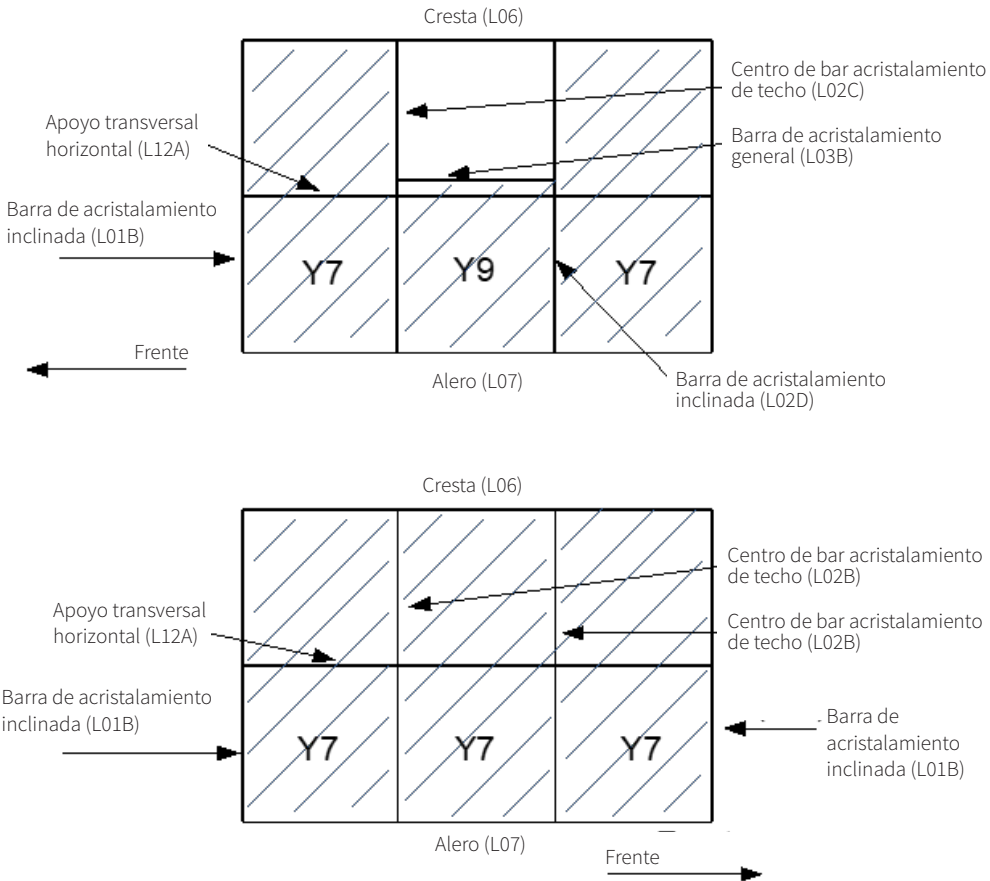 Cresta (L06)
Centro de bar acristalamiento
de techo (L02C)
Apoyo transversal
horizontal (L12A)
Barra de acristalamiento
general (L03B)
Barra de acristalamiento
inclinada (L01B)
Y7
Y9
Y7
Frente
Alero (L07)
Barra de acristalamiento
inclinada (L02D)
Cresta (L06)
Centro de bar acristalamiento
de techo (L02B)
Apoyo transversal
horizontal (L12A)
Centro de bar acristalamiento
de techo (L02B)
Barra de acristalamiento
inclinada (L01B)
Y7
Y7
Y7
Barra de
acristalamiento
inclinada (L01B)
Alero (L07)
Frente